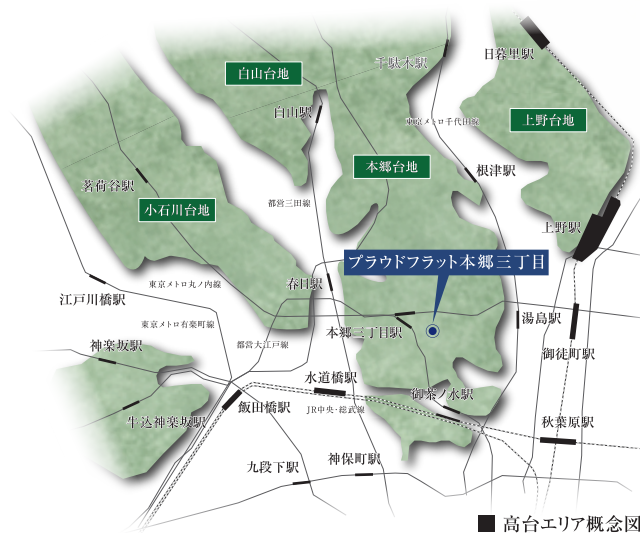 日暮里駅
千駄木駅
白山台地
白山駅
東京メトロ千代田線
上野台地
本郷台地
根津駅
茗荷谷駅
小石川台地
都営三田線
上野駅
プラウドフラット本郷三丁目
東京メトロ丸ノ内線
春日駅
江戸川橋駅
東京メトロ有楽町線
本郷三丁目駅
湯島駅
都営大江戸線
神楽坂駅
御徒町駅
水道橋駅
御茶ノ水駅
飯田橋駅
JR中央・総武線
牛込神楽坂駅
秋葉原駅
九段下駅
神保町駅
高台エリア概念図